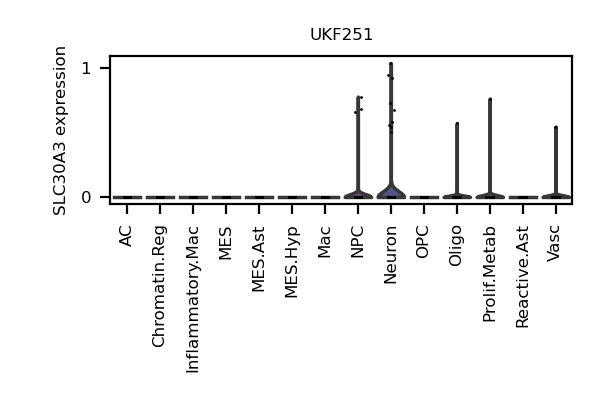 UKF251
SLC30A3 expression
1
0
AC
Chromatin.Reg
Inflammatory.Mac
MES
MES.Ast
MES.Hyp
Mac
NPC
Neuron
OPC
Oligo
Prolif.Metab
Reactive.Ast
Vasc